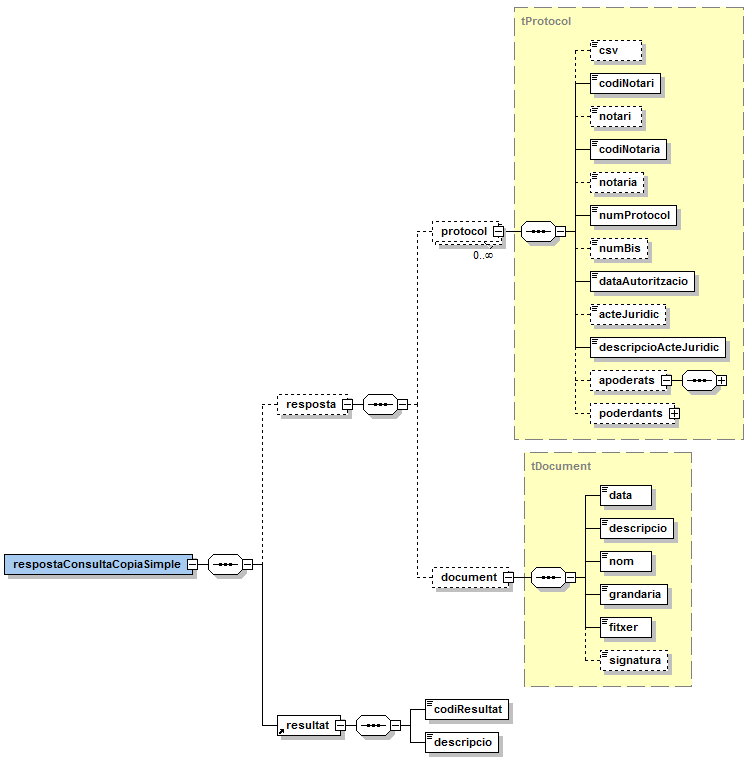 tProtocol
csv
codiNotari
notari
codiNotaria
notaria
numProtocol
protocol
0..∞
numBis
dataAutoritzacio
acteJuridic
descripcioActeJuridic
apoderats
poderdants
resposta
tDocument
data
descripcio
nom
respostaConsultaCopiaSimple
document
grandaria
fitxer
signatura
codiResultat
resultat
descripcio